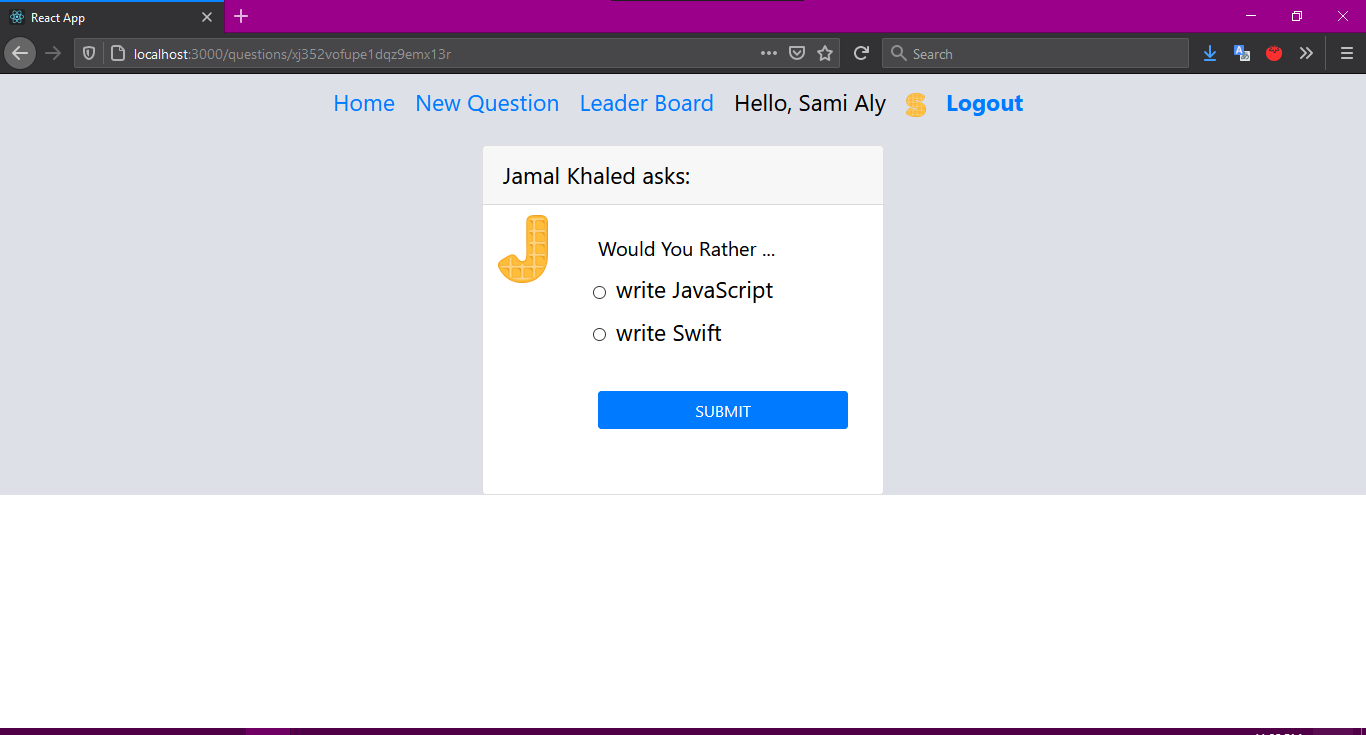 React App
localhost:3000/questions/xj352vofupe1dqz9emx13r
Search
Home New Question Leader Board Hello, Sami Aly S Logout
Jamal Khaled asks:
J
Would You Rather ...
write JavaScript
write Swift
SUBMIT